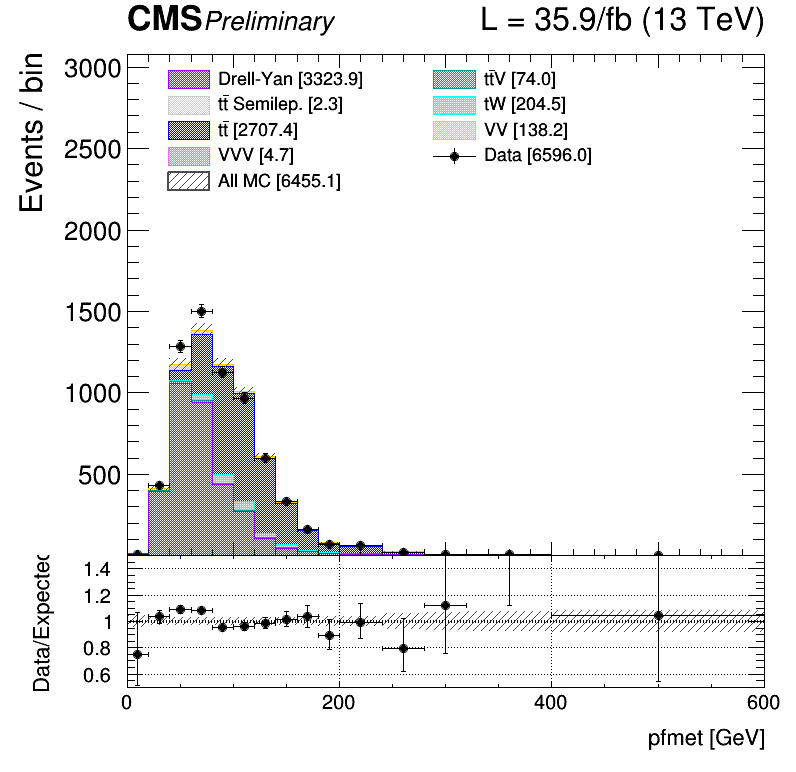 CMS Preliminary L = 35.9/fb (13 TeV)
Events / bin
3000
2500
2000
1500
1000
500
Drell-Yan [3323.9]
tt̄ Semilep. [2.3]
tt̄ [2707.4]
VVV [4.7]
All MC [6455.1]
tt̄V [74.0]
tW [204.5]
VV [138.2]
Data [6596.0]
Data/Expected
1.4
1.2
1
0.8
0.6
0 200 400 600
pfmet [GeV]